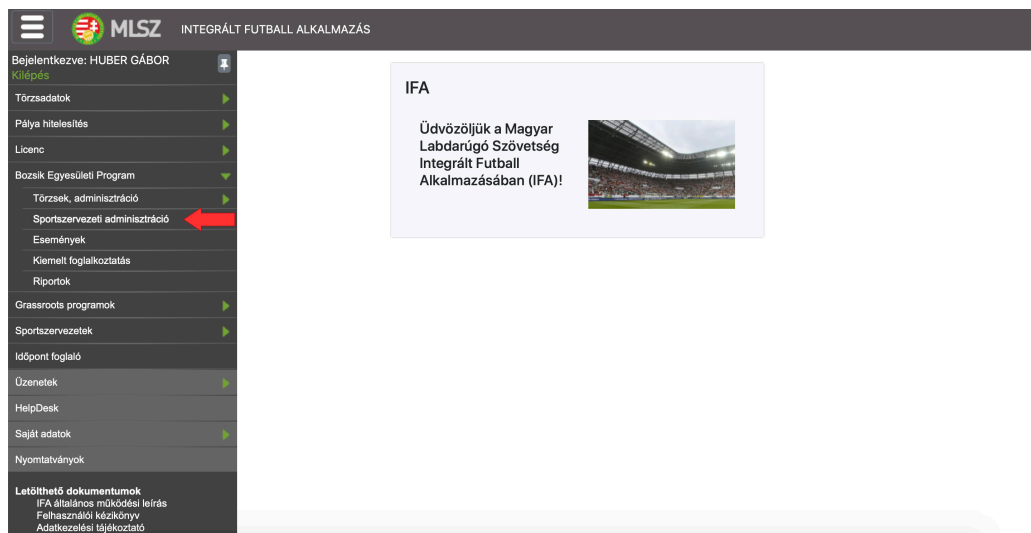 MLSZ INTEGRÁLT FUTBALL ALKALMAZÁS
Bejelentkezve: HUBER GÁBOR
Kilépés
Törzsadatok
Pálya hitelesítés
Licenc
Bozsik Egyesületi Program
Törzsek, adminisztráció
Sportszervezeti adminisztráció
Események
Kiemelt foglalkoztatás
Riportok
Grassroots programok
Sportszervezetek
Időpont foglaló
Üzenetek
HelpDesk
Saját adatok
Nyomtatványok
Letölthető dokumentumok
IFA általános működési leírás
Felhasználói kézikönyv
Adatkezelési tájékoztató
IFA
Üdvözöljük a Magyar
Labdarúgó Szövetség
Integrált Futball
Alkalmazásában (IFA)!